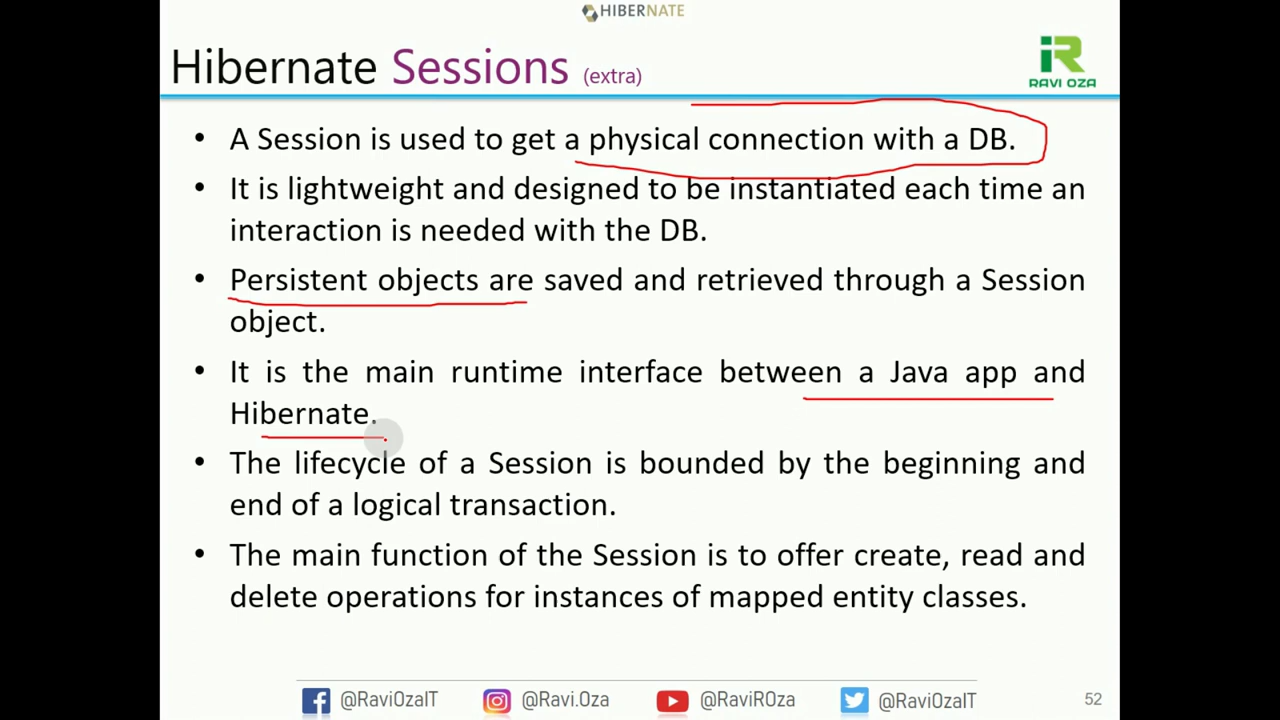 HIBERNATE
Hibernate Sessions (extra)
RAVI OZA
• A Session is used to get a physical connection with a DB.
• It is lightweight and designed to be instantiated each time an
interaction is needed with the DB.
• Persistent objects are saved and retrieved through a Session
object.
• It is the main runtime interface between a Java app and
Hibernate.
• The lifecycle of a Session is bounded by the beginning and
end of a logical transaction.
• The main function of the Session is to offer create, read and
delete operations for instances of mapped entity classes.
@RaviOzaIT @Ravi.Oza @RaviROza @RaviOzaIT 52